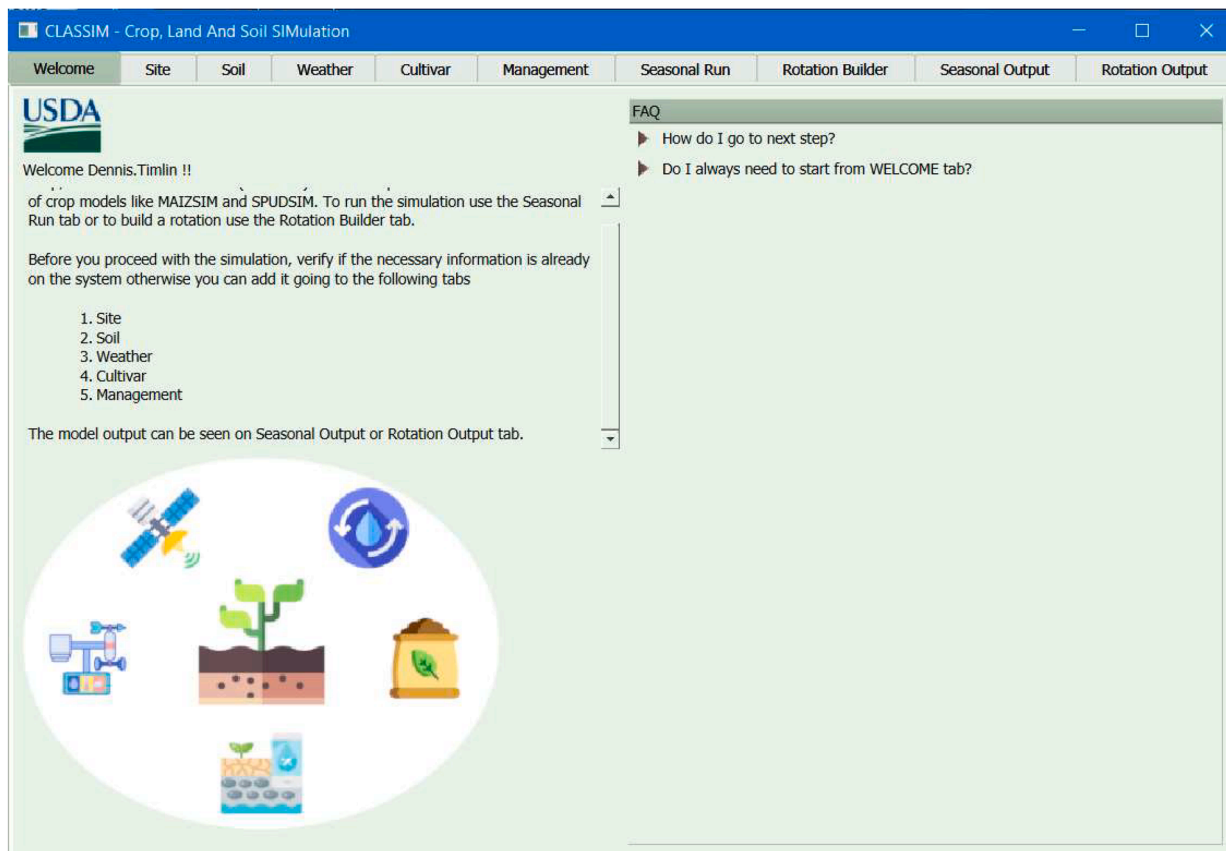 CLASSIM - Crop, Land And Soil SIMulation
Welcome Site Soil Weather Cultivar Management Seasonal Run Rotation Builder Seasonal Output Rotation Output
USDA
Welcome Dennis.Timlin !!
of crop models like MAIZSIM and SPUDSIM. To run the simulation use the Seasonal
Run tab or to build a rotation use the Rotation Builder tab.
Before you proceed with the simulation, verify if the necessary information is already
on the system otherwise you can add it going to the following tabs
1. Site
2. Soil
3. Weather
4. Cultivar
5. Management
The model output can be seen on Seasonal Output or Rotation Output tab.
FAQ
How do I go to next step?
Do I always need to start from WELCOME tab?